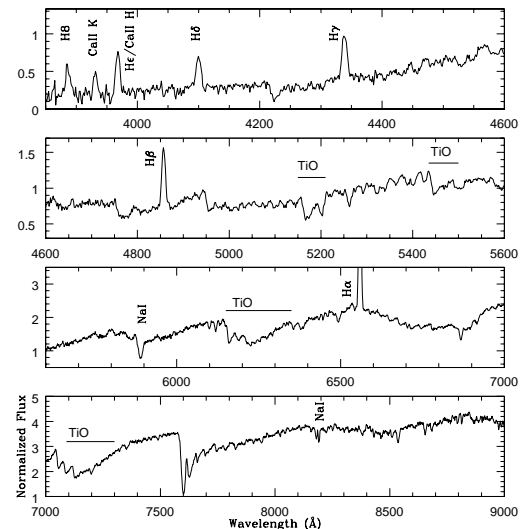 H8
CaII K
Hε/CaII H
Hδ
Hγ
1
0.5
0
4000
4200
4400
4600
Hβ
TiO
TiO
1.5
1
0.5
4600
4800
5000
5200
5400
5600
NaI
TiO
Hα
3
2
1
6000
6500
7000
TiO
NaI
5
4
3
2
1
7000
7500
8000
8500
9000
Normalized Flux
Wavelength (Å)